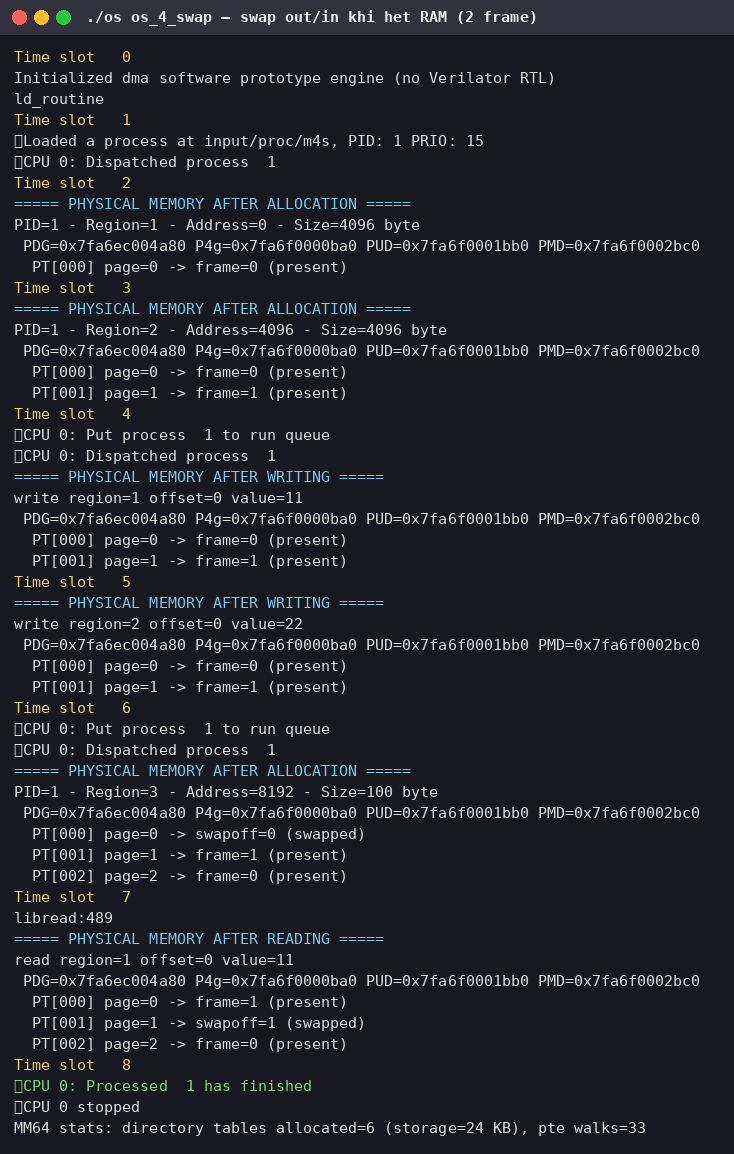 ./os os_4_swap — swap out/in khi het RAM (2 frame)
Time slot   0
Initialized dma software prototype engine (no Verilator RTL)
ld_routine
Time slot   1
Loaded a process at input/proc/m4s, PID: 1 PRIO: 15
CPU 0: Dispatched process  1
Time slot   2
===== PHYSICAL MEMORY AFTER ALLOCATION =====
PID=1 - Region=1 - Address=0 - Size=4096 byte
 PDG=0x7fa6ec004a80 P4g=0x7fa6f0000ba0 PUD=0x7fa6f0001bb0 PMD=0x7fa6f0002bc0
  PT[000] page=0 -> frame=0 (present)
Time slot   3
===== PHYSICAL MEMORY AFTER ALLOCATION =====
PID=1 - Region=2 - Address=4096 - Size=4096 byte
 PDG=0x7fa6ec004a80 P4g=0x7fa6f0000ba0 PUD=0x7fa6f0001bb0 PMD=0x7fa6f0002bc0
  PT[000] page=0 -> frame=0 (present)
  PT[001] page=1 -> frame=1 (present)
Time slot   4
CPU 0: Put process  1 to run queue
CPU 0: Dispatched process  1
===== PHYSICAL MEMORY AFTER WRITING =====
write region=1 offset=0 value=11
 PDG=0x7fa6ec004a80 P4g=0x7fa6f0000ba0 PUD=0x7fa6f0001bb0 PMD=0x7fa6f0002bc0
  PT[000] page=0 -> frame=0 (present)
  PT[001] page=1 -> frame=1 (present)
Time slot   5
===== PHYSICAL MEMORY AFTER WRITING =====
write region=2 offset=0 value=22
 PDG=0x7fa6ec004a80 P4g=0x7fa6f0000ba0 PUD=0x7fa6f0001bb0 PMD=0x7fa6f0002bc0
  PT[000] page=0 -> frame=0 (present)
  PT[001] page=1 -> frame=1 (present)
Time slot   6
CPU 0: Put process  1 to run queue
CPU 0: Dispatched process  1
===== PHYSICAL MEMORY AFTER ALLOCATION =====
PID=1 - Region=3 - Address=8192 - Size=100 byte
 PDG=0x7fa6ec004a80 P4g=0x7fa6f0000ba0 PUD=0x7fa6f0001bb0 PMD=0x7fa6f0002bc0
  PT[000] page=0 -> swapoff=0 (swapped)
  PT[001] page=1 -> frame=1 (present)
  PT[002] page=2 -> frame=0 (present)
Time slot   7
libread:489
===== PHYSICAL MEMORY AFTER READING =====
read region=1 offset=0 value=11
 PDG=0x7fa6ec004a80 P4g=0x7fa6f0000ba0 PUD=0x7fa6f0001bb0 PMD=0x7fa6f0002bc0
  PT[000] page=0 -> frame=1 (present)
  PT[001] page=1 -> swapoff=1 (swapped)
  PT[002] page=2 -> frame=0 (present)
Time slot   8
CPU 0: Processed  1 has finished
CPU 0 stopped
MM64 stats: directory tables allocated=6 (storage=24 KB), pte walks=33